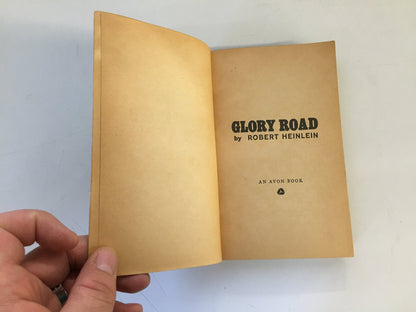 GLORY ROAD
by ROBERT HEINLEIN
AN AVON BOOK